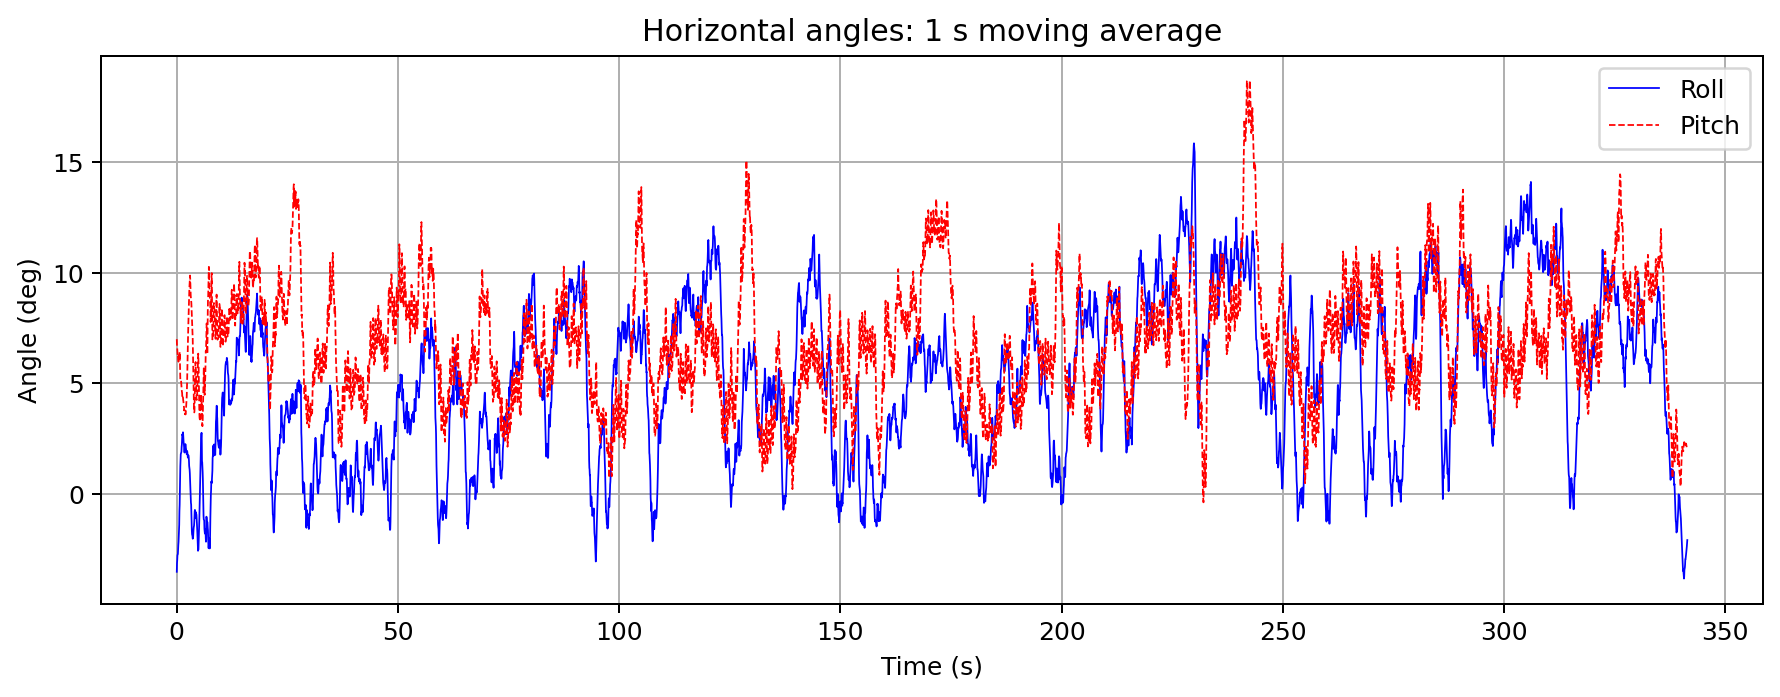 Horizontal angles: 1 s moving average
Roll
Pitch
Angle (deg)
15
10
5
0
0 50 100 150 200 250 300 350
Time (s)